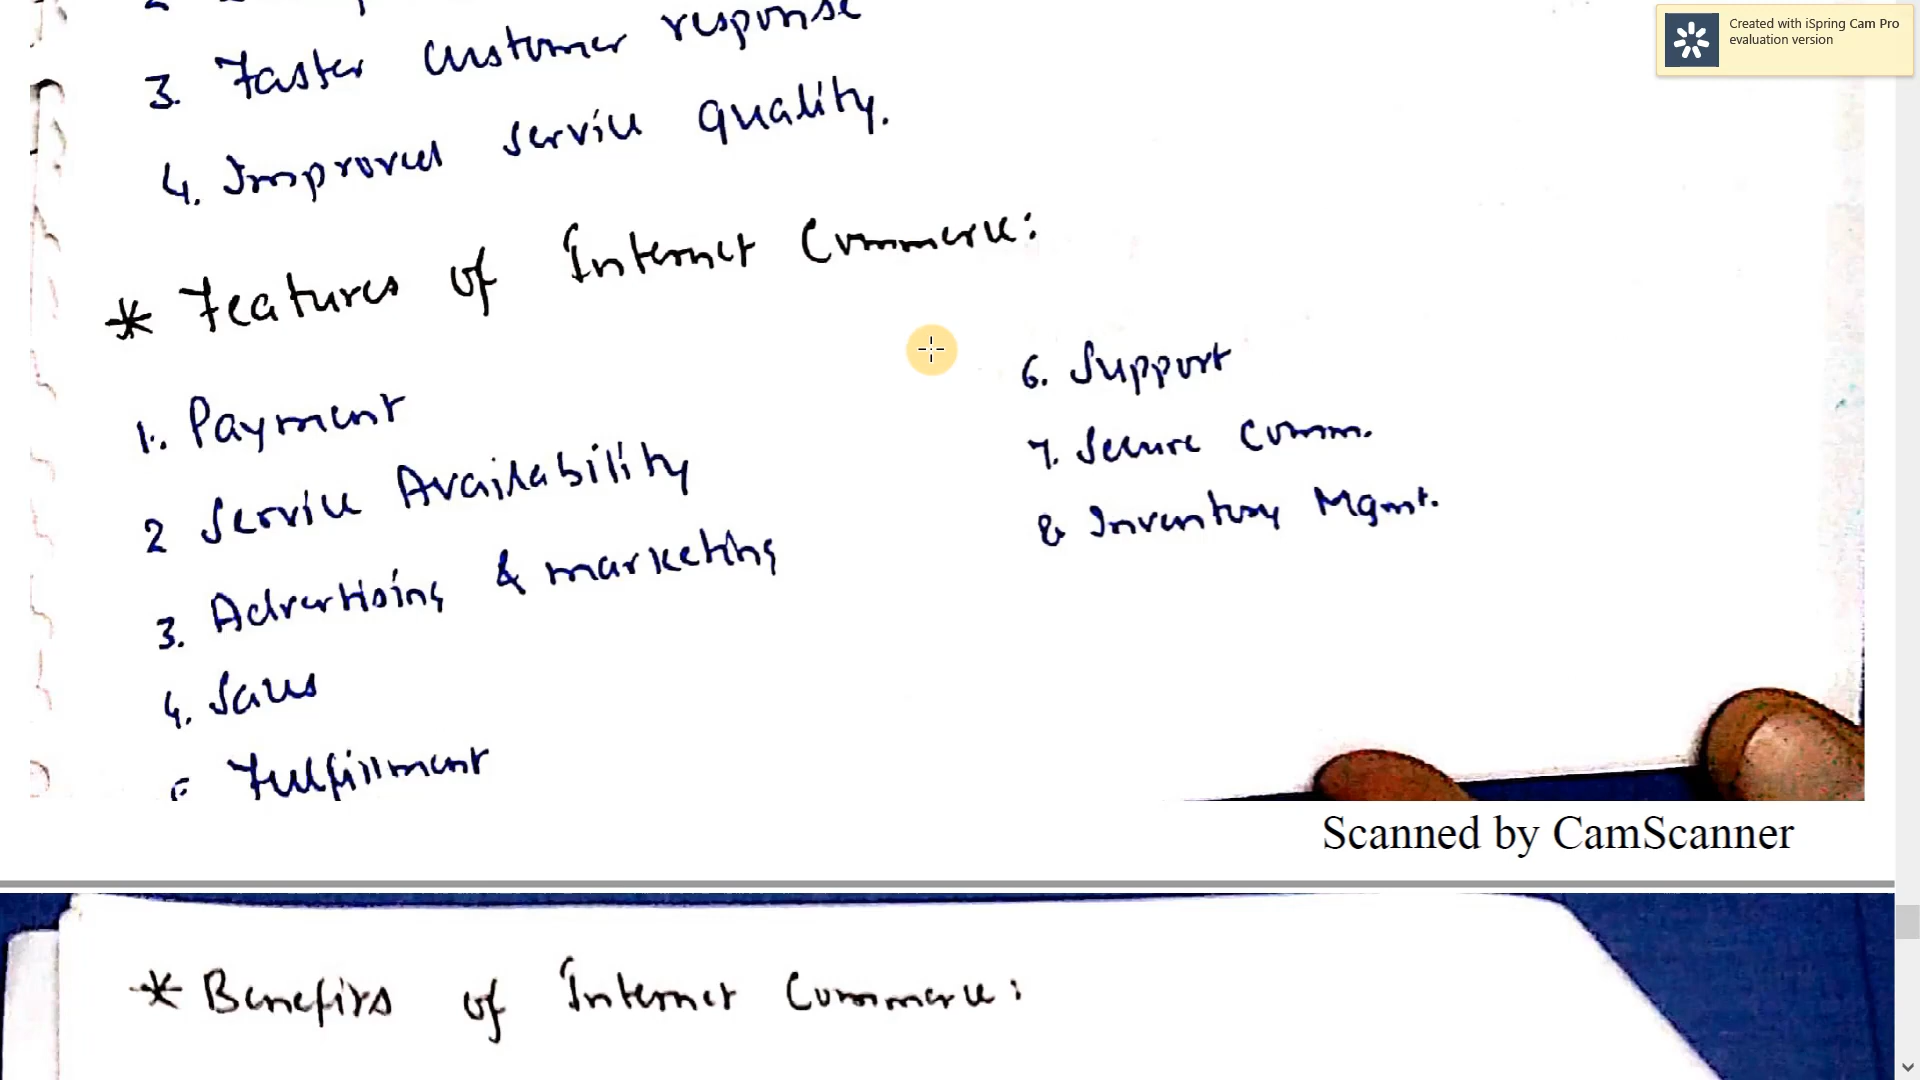 3. Faster Customer response
4. Improved service quality.
* Features of Internet Commerce:
1. Payment
2 Service Availability
3. Advertising & marketing
4. Sales
5 Fulfillment
6. Support
7. Secure Comm.
8 Inventory Mgmt.
Scanned by CamScanner
* Benefits of Internet Commerce:
Created with iSpring Cam Pro
evaluation version